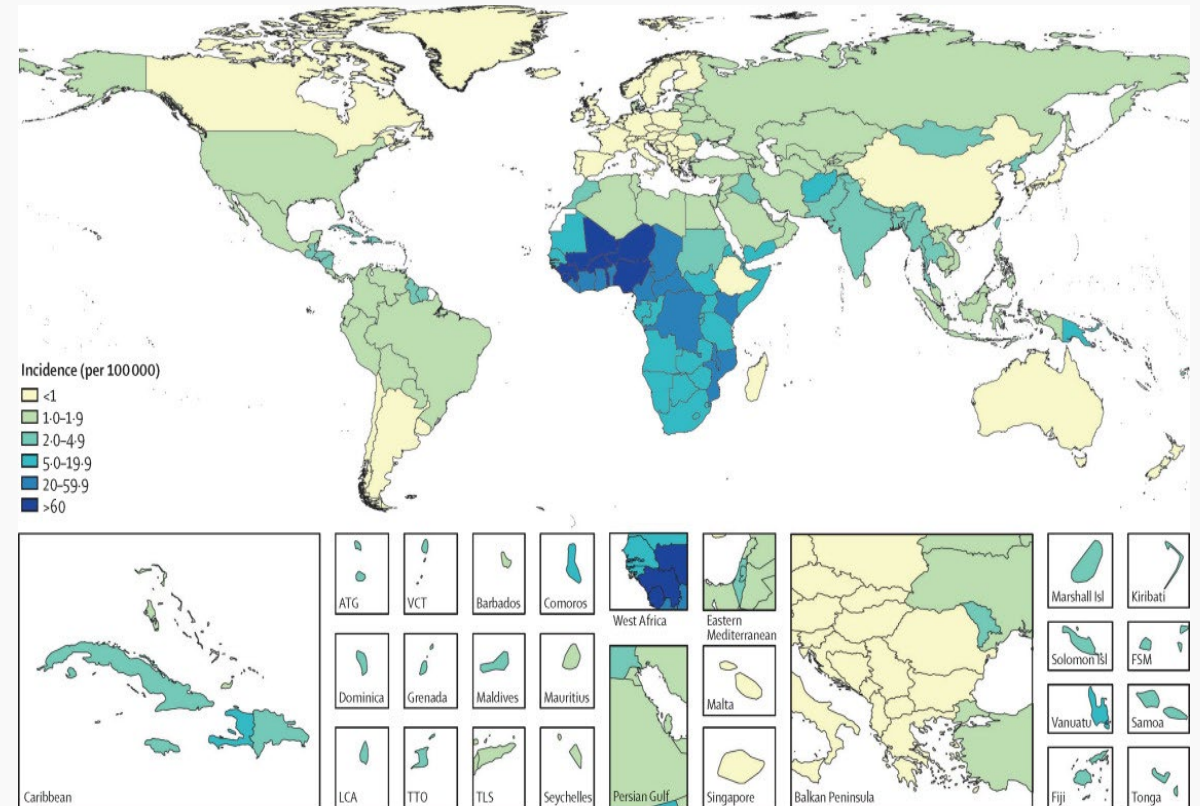 Incidence (per 100 000)
<1
1·0–1·9
2·0–4·9
5·0–19·9
20–59·9
>60
Caribbean
ATG
VCT
Barbados
Comoros
West Africa
Eastern
Mediterranean
Marshall Isl
Kiribati
Dominica
Grenada
Maldives
Mauritius
Malta
Solomon Isl
FSM
Vanuatu
Samoa
LCA
TTO
TLS
Seychelles
Persian Gulf
Singapore
Balkan Peninsula
Fiji
Tonga